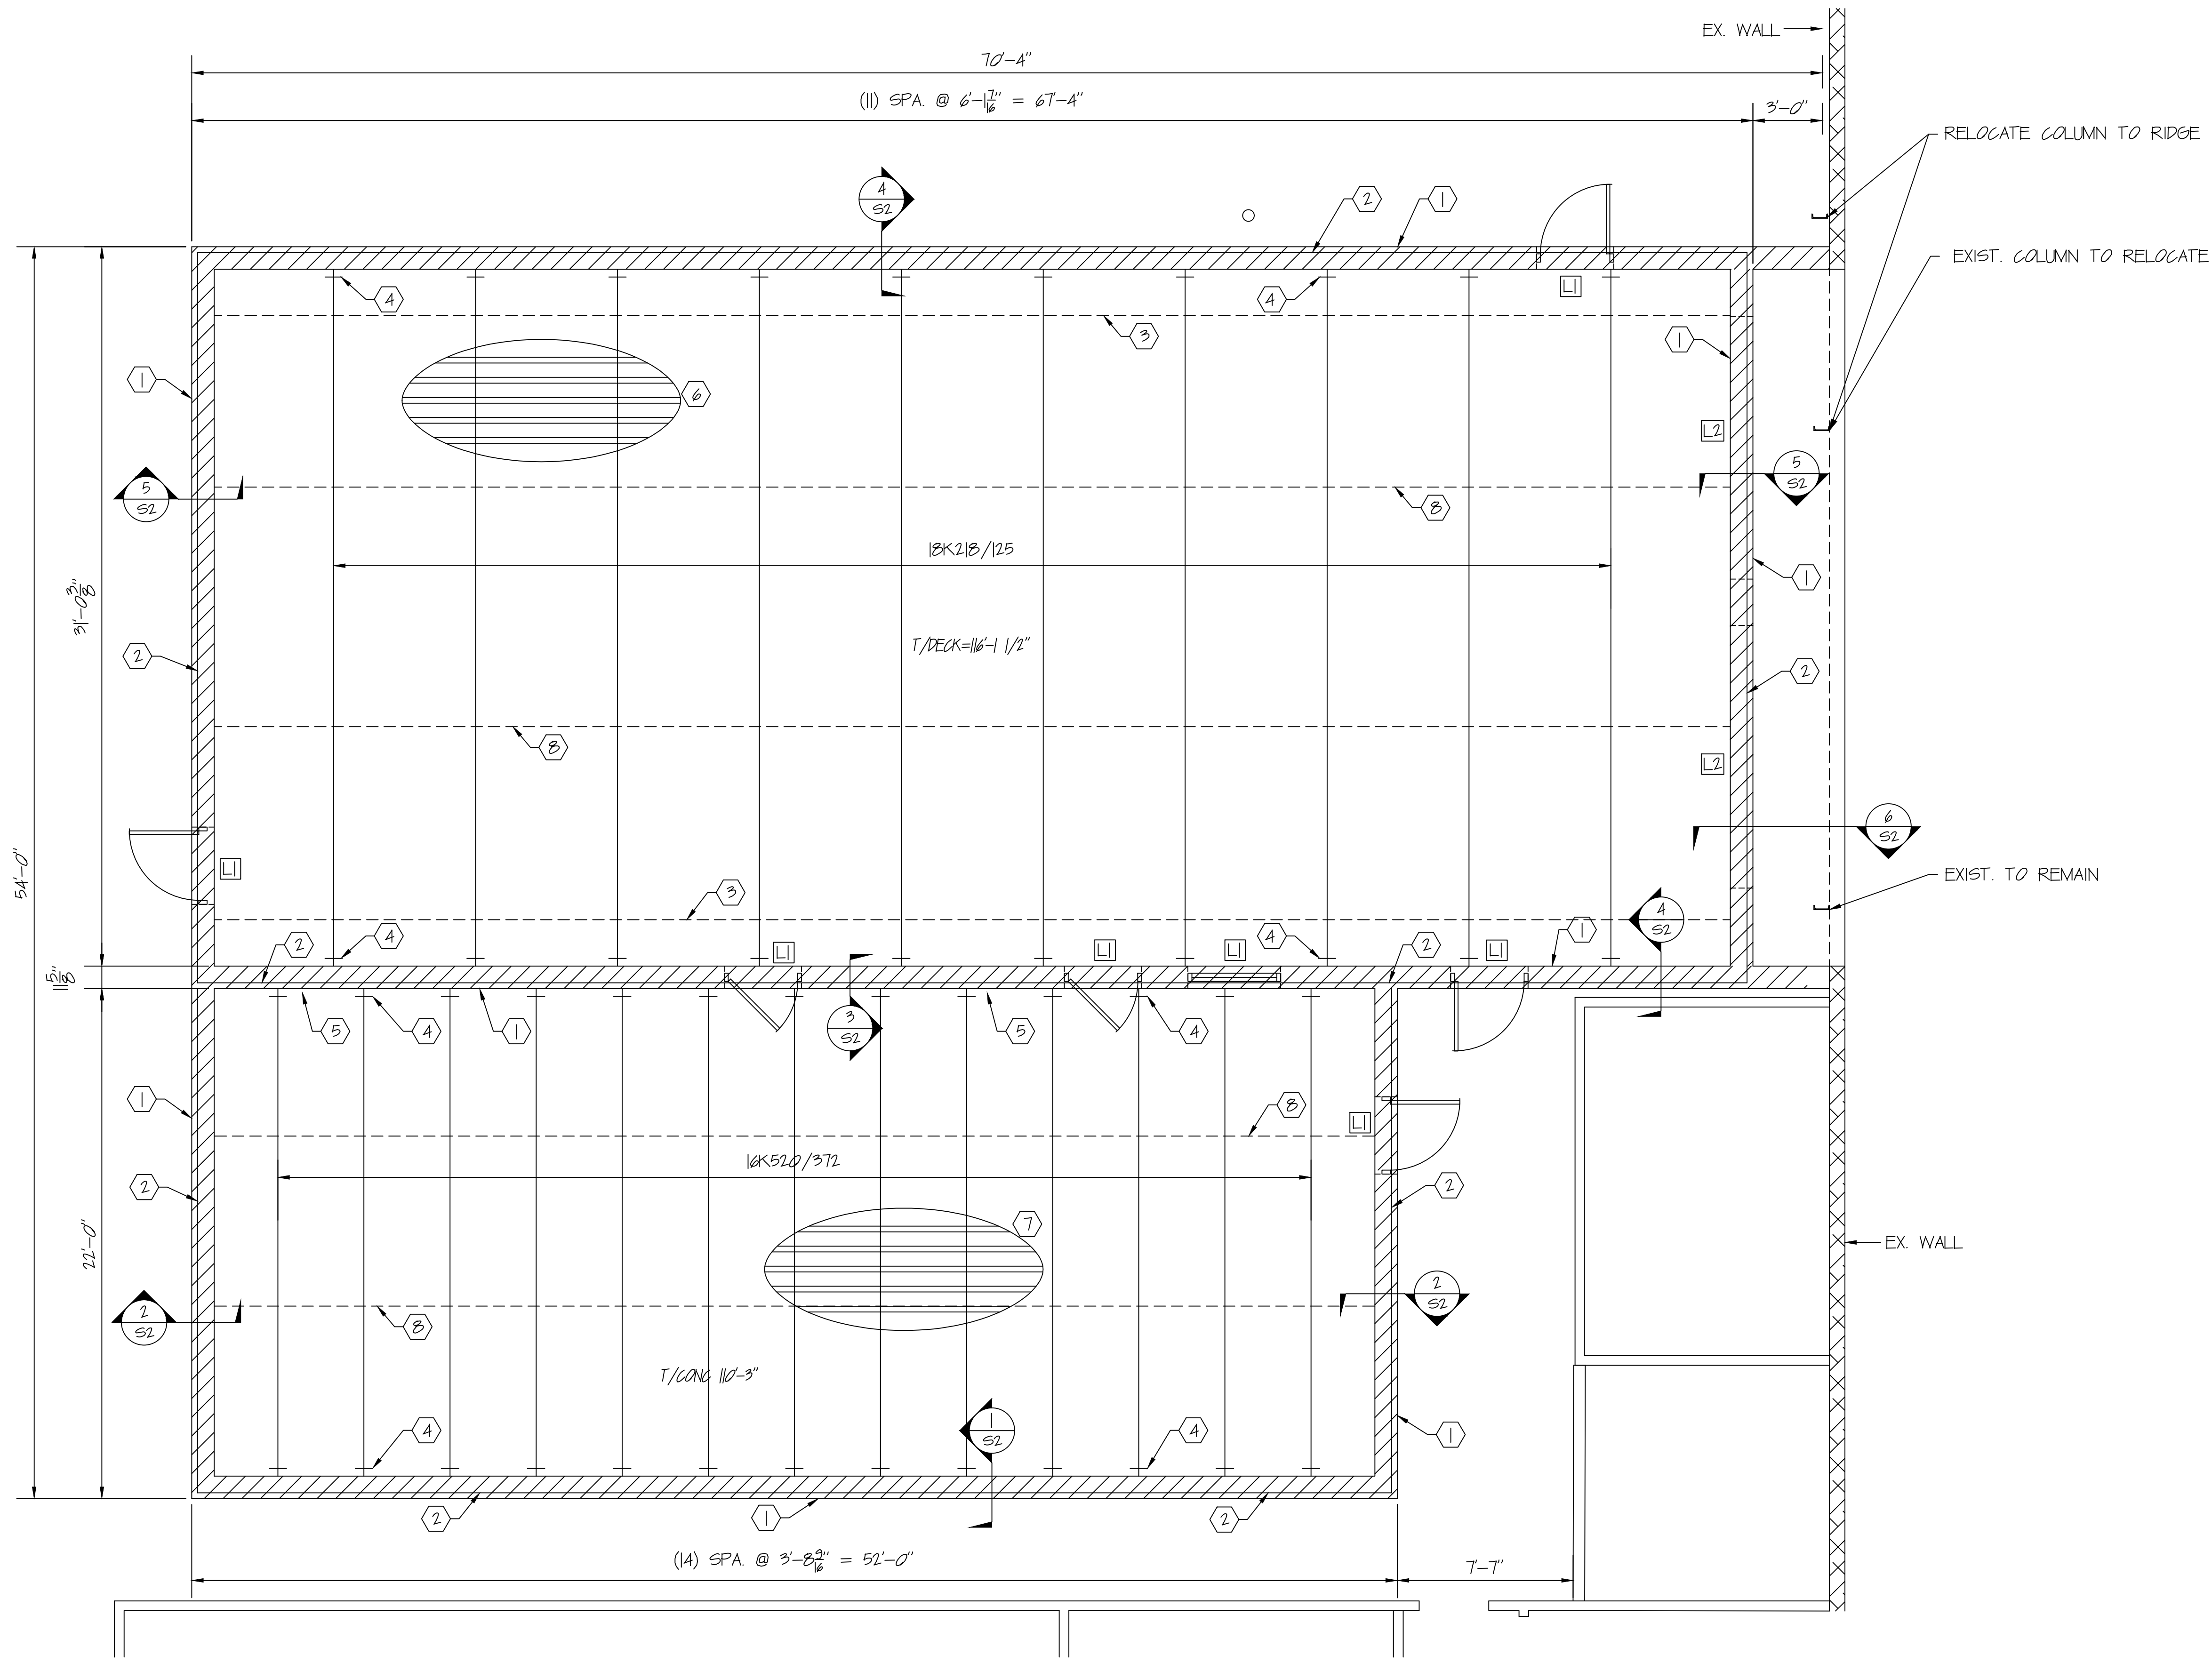 EX. WALL
70'-4"
(11) SPA. @ 6'-1 7/16" = 67'-4"
3'-0"
RELOCATE COLUMN TO RIDGE
4
S2
2
1
EXIST. COLUMN TO RELOCATE
4
4
L1
3
1
1
6
L2
5
S2
5
S2
8
18K218/125
1
31'-0 3/8"
T/DECK=116'-1 1/2"
2
2
8
L2
6
S2
54'-0"
L1
EXIST. TO REMAIN
3
4
S2
2
4
4
2
1
L1
L1
L1
L1
11 5/8"
5
4
1
3
S2
5
4
1
8
L1
16K520/372
2
2
7
22'-0"
EX. WALL
2
S2
2
S2
8
T/CONC 110'-3"
4
1
S2
4
1
2
1
2
(14) SPA. @ 3'-8 9/16" = 52'-0"
7'-7"